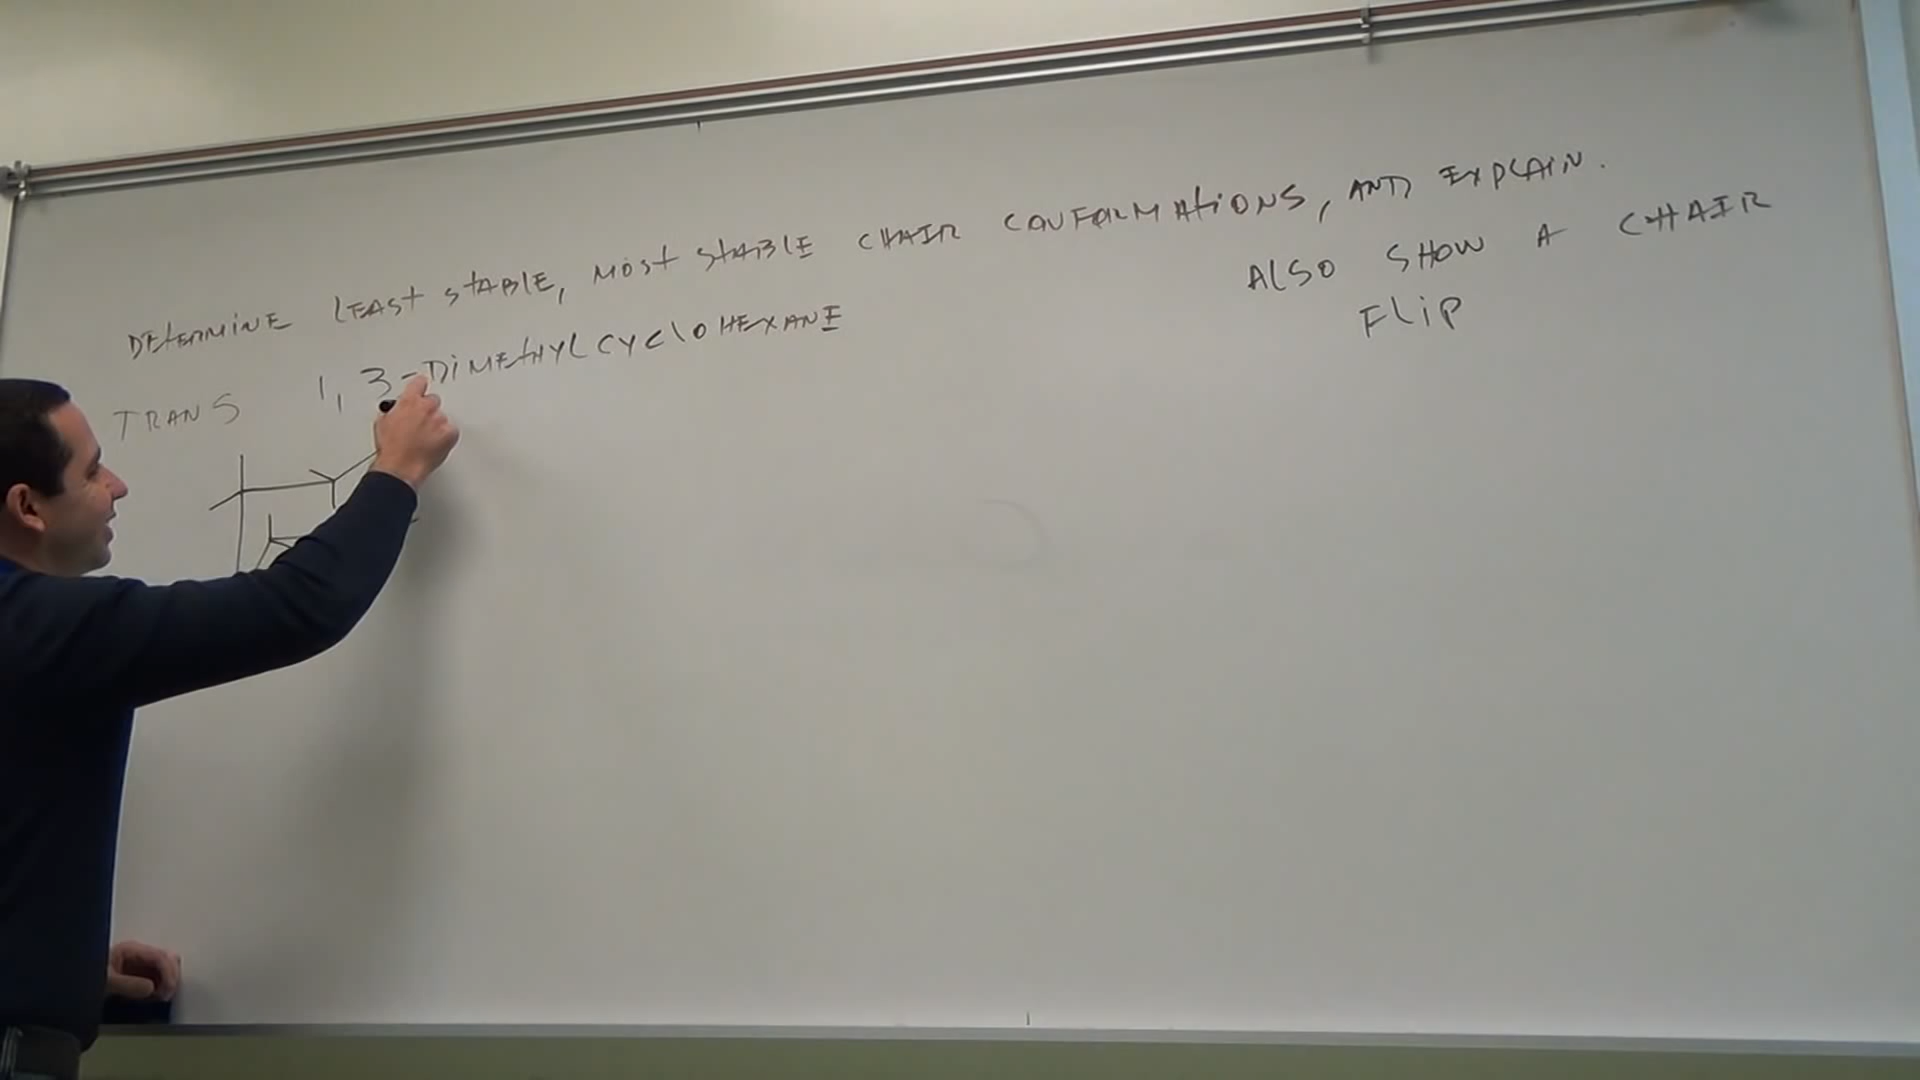 DETERMINE LEAST STABLE, MOST STABLE CHAIR CONFORMATIONS, AND EXPLAIN.
ALSO SHOW A CHAIR
FLIP
TRANS 1, 3-DIMETHYLCYCLOHEXANE